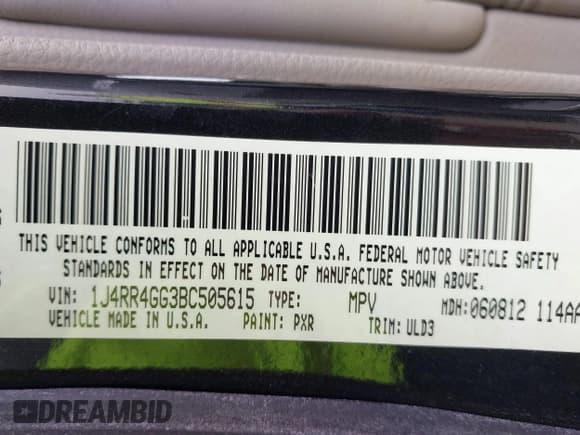 THIS VEHICLE CONFORMS TO ALL APPLICABLE U.S.A. FEDERAL MOTOR VEHICLE SAFETY
STANDARDS IN EFFECT ON THE DATE OF MANUFACTURE SHOWN ABOVE.
VIN: 1J4RR4GG3BC505615 TYPE: MPV MDH:060812 114AA
VEHICLE MADE IN U.S.A. PAINT: PXR TRIM: ULD3
DREAMBID